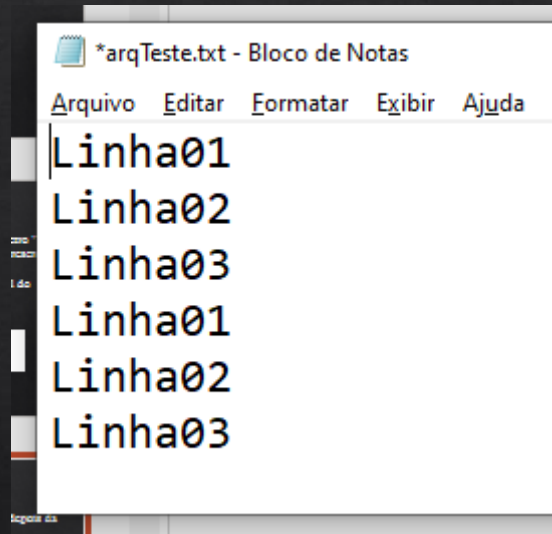 *arqTeste.txt - Bloco de Notas
Arquivo Editar Formatar Exibir Ajuda
Linha01
Linha02
Linha03
Linha01
Linha02
Linha03